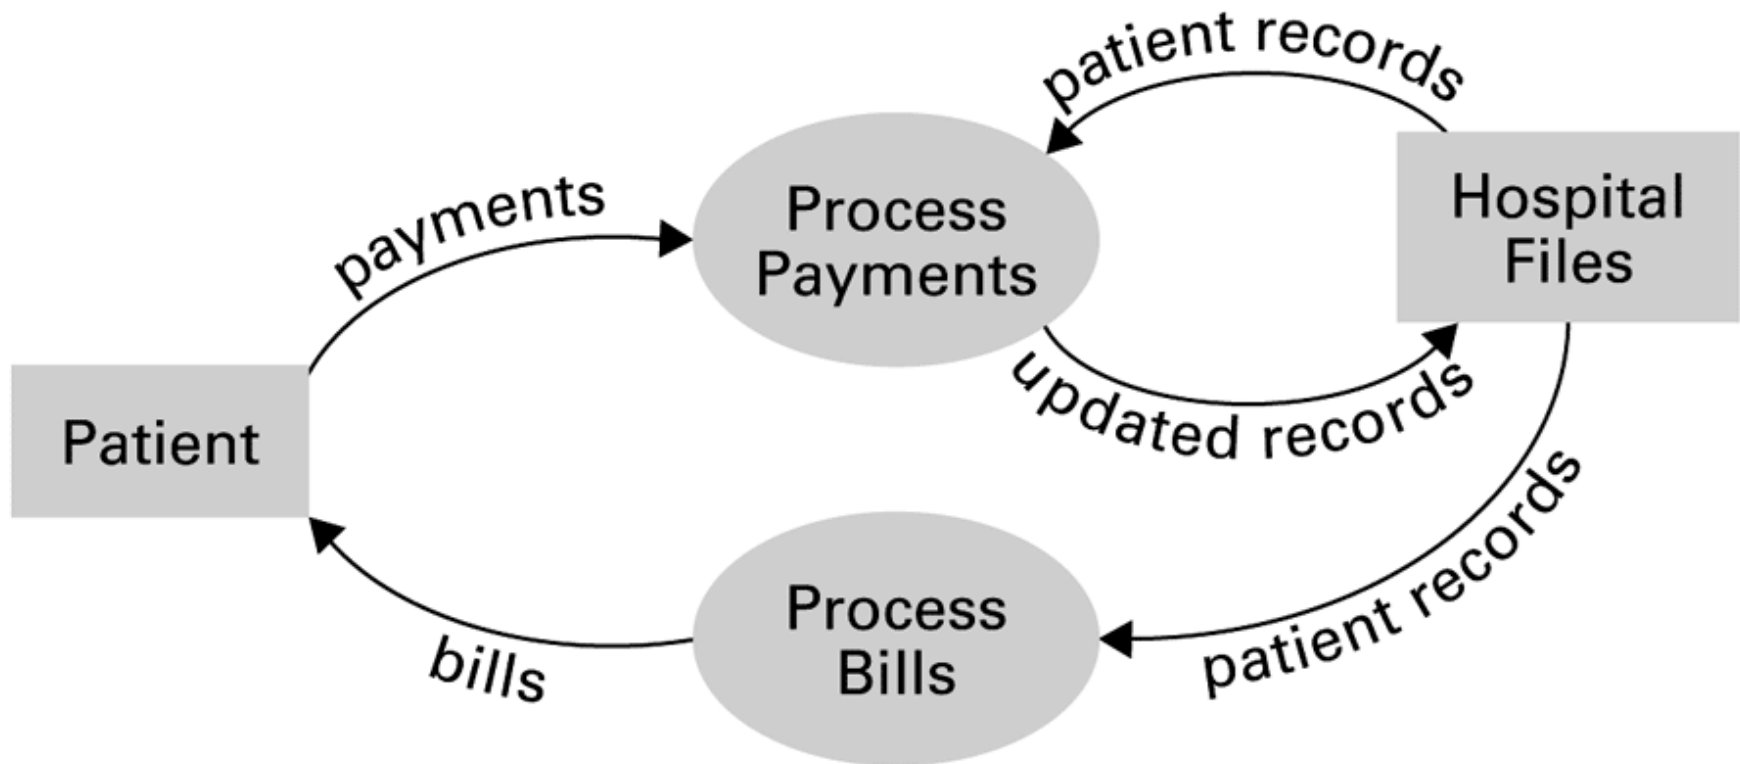 patient records
payments
Process
Payments
Hospital
Files
updated records
Patient
patient records
Process
Bills
bills